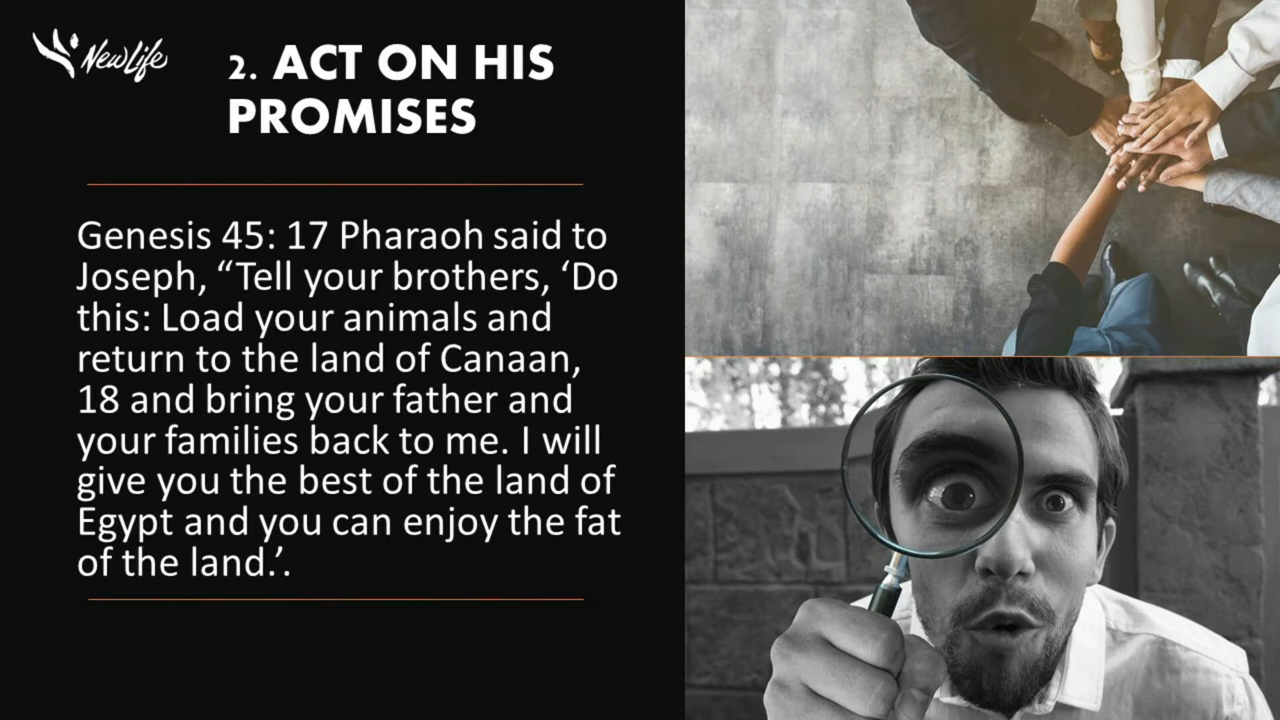 NewLife
2. ACT ON HIS
PROMISES
Genesis 45: 17 Pharaoh said to
Joseph, “Tell your brothers, ‘Do
this: Load your animals and
return to the land of Canaan,
18 and bring your father and
your families back to me. I will
give you the best of the land of
Egypt and you can enjoy the fat
of the land.’.